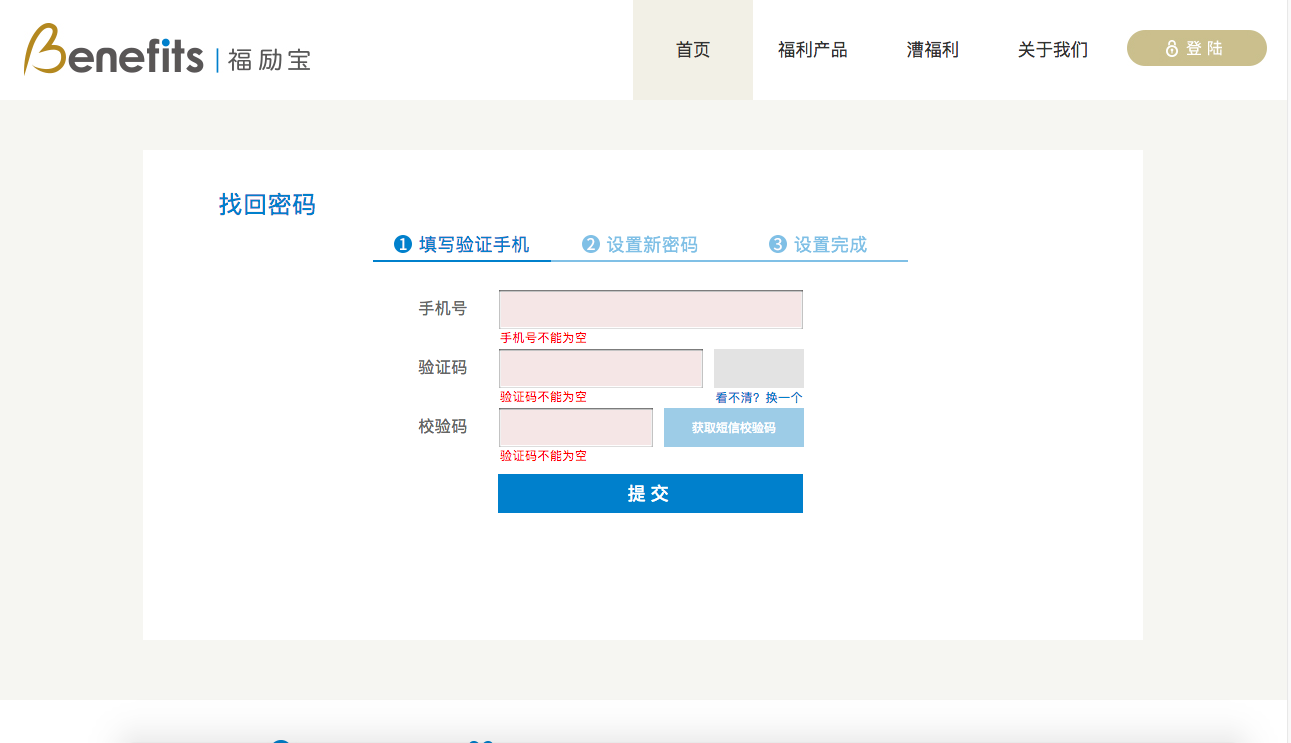 Benefits | 福励宝
首页 福利产品 漕福利 关于我们 登陆
找回密码
1 填写验证手机 2 设置新密码 3 设置完成
手机号
手机号不能为空
验证码
验证码不能为空 看不清? 换一个
校验码 获取短信校验码
验证码不能为空
提 交